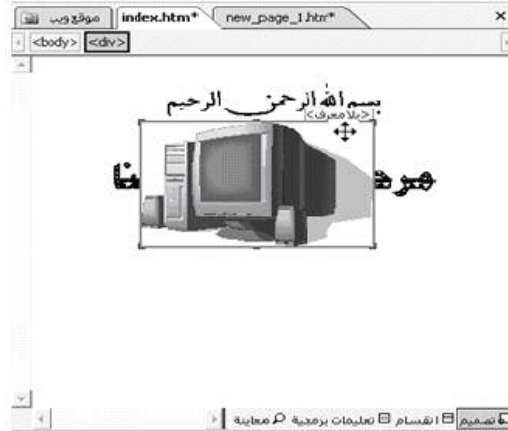 موقع ويب index.htm* new_page_1.htm*
<body> <div>
بسم الله الرحمن الرحيم
<بلا معرف>
تصميم انقسام تعليمات برمجية معاينة